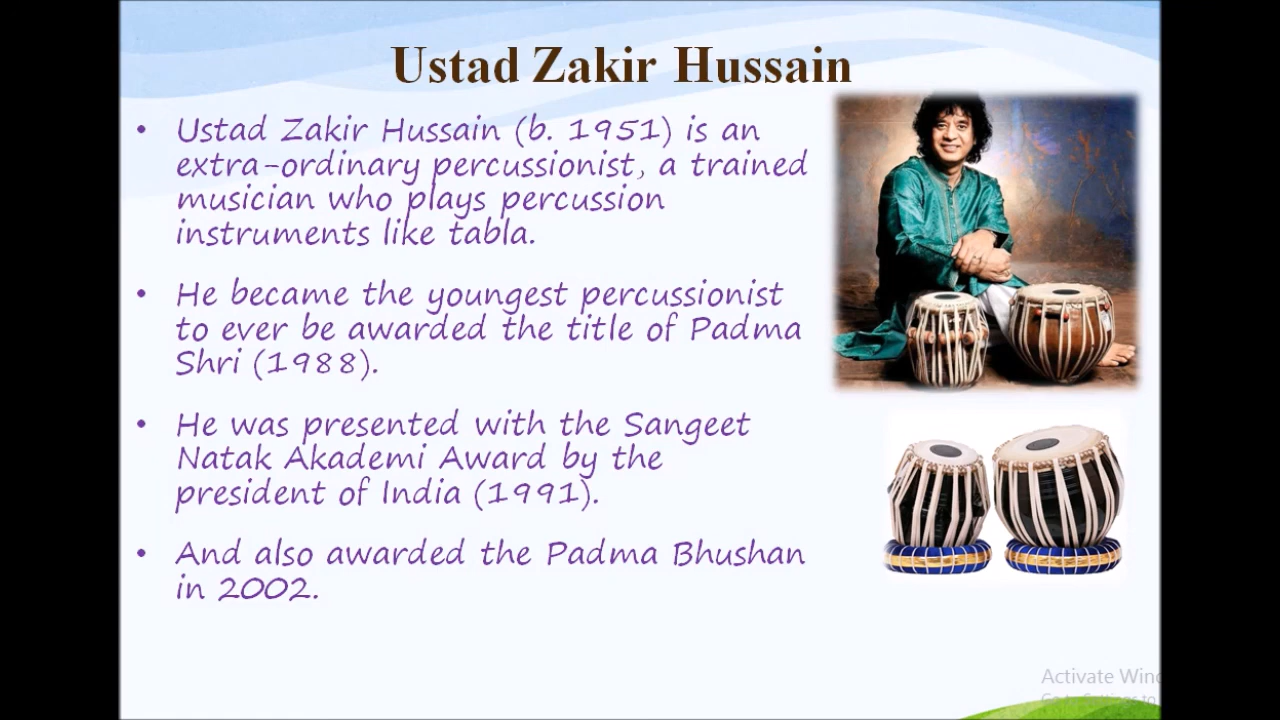 Ustad Zakir Hussain
• Ustad Zakir Hussain (b. 1951) is an
extra-ordinary percussionist, a trained
musician who plays percussion
instruments like tabla.
• He became the youngest percussionist
to ever be awarded the title of Padma
Shri (1988).
• He was presented with the Sangeet
Natak Akademi Award by the
president of India (1991).
• And also awarded the Padma Bhushan
in 2002.
Activate Wind